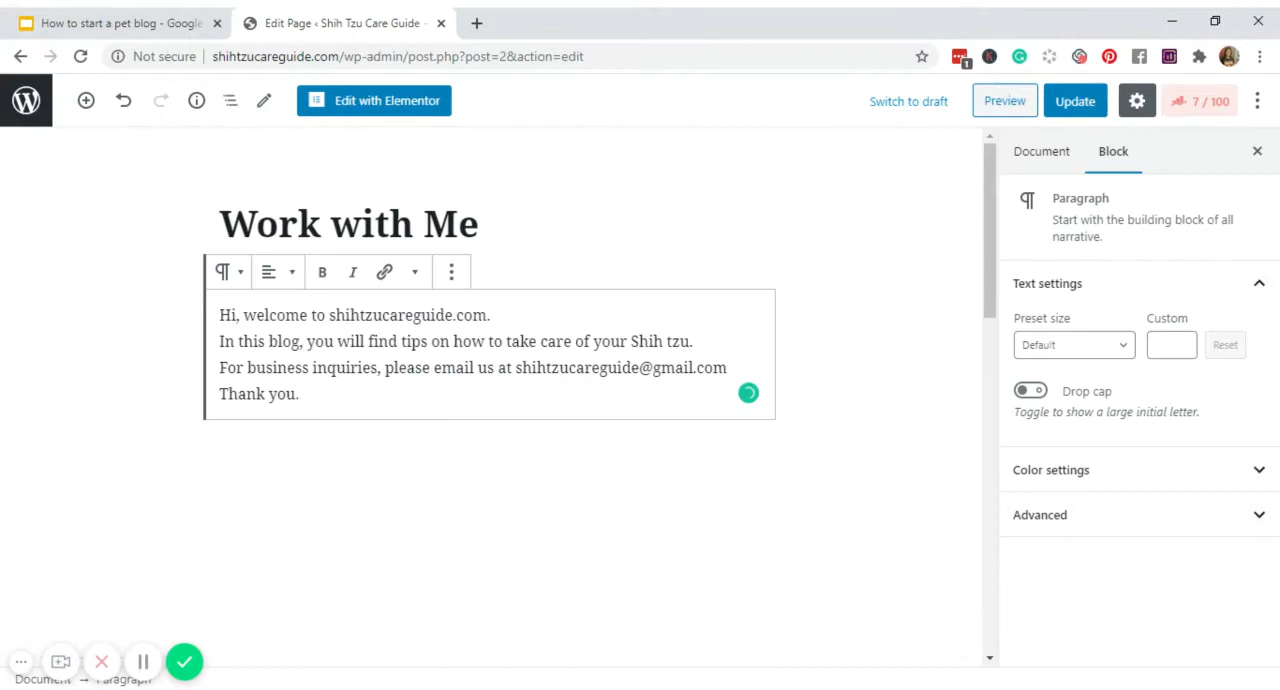 How to start a pet blog - Google
Edit Page ‹ Shih Tzu Care Guide -
Not secure | shihtzucareguide.com/wp-admin/post.php?post=2&action=edit
1
Edit with Elementor
Switch to draft
Preview
Update
7 / 100
Document
Block
Paragraph
Start with the building block of all
narrative.
Text settings
Preset size
Custom
Default
Reset
Drop cap
Toggle to show a large initial letter.
Color settings
Advanced
Work with Me
B I
Hi, welcome to shihtzucareguide.com.
In this blog, you will find tips on how to take care of your Shih tzu.
For business inquiries, please email us at shihtzucareguide@gmail.com
Thank you.
Document → Paragraph